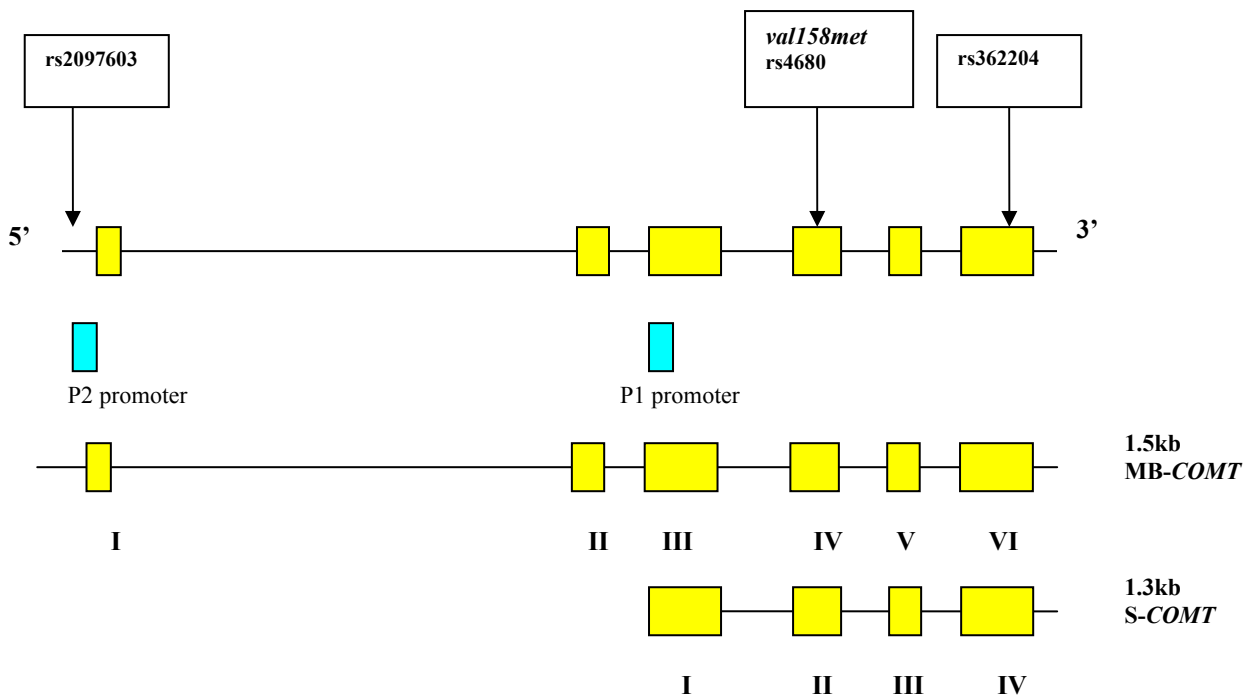 rs2097603
val158met
rs4680
rs362204
5’
3’
P2 promoter
P1 promoter
1.5kb
MB-COMT
I
II
III
IV
V
VI
1.3kb
S-COMT
I
II
III
IV